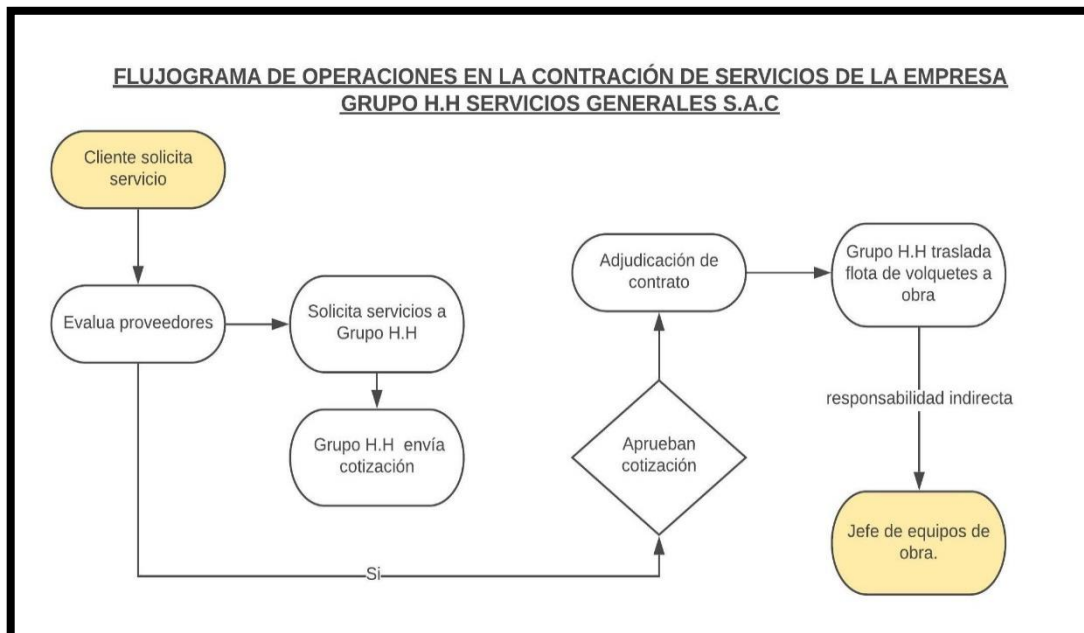 FLUJOGRAMA DE OPERACIONES EN LA CONTRACIÓN DE SERVICIOS DE LA EMPRESA
GRUPO H.H SERVICIOS GENERALES S.A.C
Cliente solicita
servicio
Evalua proveedores
Solicita servicios a
Grupo H.H
Grupo H.H envía
cotización
Si
Aprueban
cotización
Adjudicación de
contrato
Grupo H.H traslada
flota de volquetes a
obra
responsabilidad indirecta
Jefe de equipos de
obra.